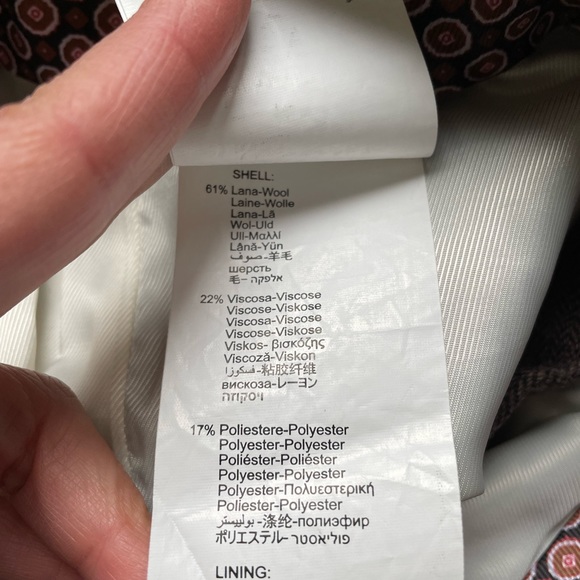 SHELL:
61% Lana-Wool
Laine-Wolle
Lana-Lã
Wol-Uld
Ull-Μαλλί
Lână-Yün
صوف-羊毛
шерсть
毛- אלפקה
22% Viscosa-Viscose
Viscose-Viskose
Viscosa-Viscose
Viscose-Viskose
Viskos- βισκόζης
Viscoză-Viskon
فسكوزا-粘胶纤维
вискоза-レーヨン
ויסקוזה
17% Poliestere-Polyester
Polyester-Polyester
Poliéster-Poliéster
Polyester-Polyester
Polyester-Πολυεστερική
Poliester-Polyester
بوليستر-涤纶-полиэфир
ポリエステル-פוליאסטר
LINING: